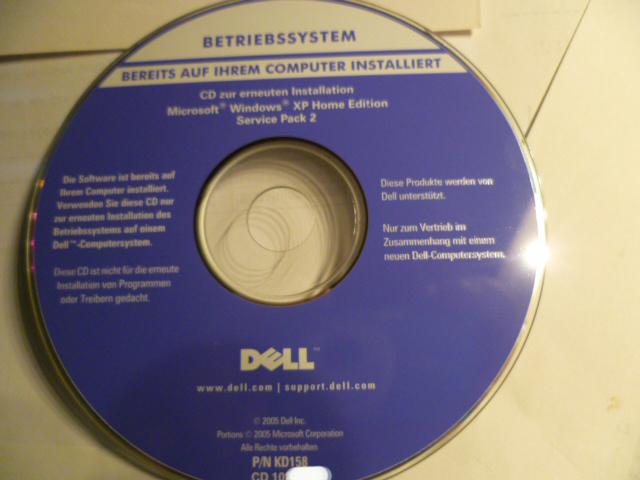 BETRIEBSSYSTEM
BEREITS AUF IHREM COMPUTER INSTALLIERT
CD zur erneuten Installation
Microsoft® Windows® XP Home Edition
Service Pack 2
Die Software ist bereits auf
Ihrem Computer installiert.
Verwenden Sie diese CD nur
zur erneuten Installation des
Betriebssystems auf einem
Dell™-Computersystem.
Diese CD ist nicht für die erneute
Installation von Programmen
oder Treibern gedacht.
Diese Produkte werden von
Dell unterstützt.
Nur zum Vertrieb im
Zusammenhang mit einem
neuen Dell-Computersystem.
DELL™
www.dell.com | support.dell.com
© 2005 Dell Inc.
Portions © 2005 Microsoft Corporation
Alle Rechte vorbehalten
P/N KD158
CD